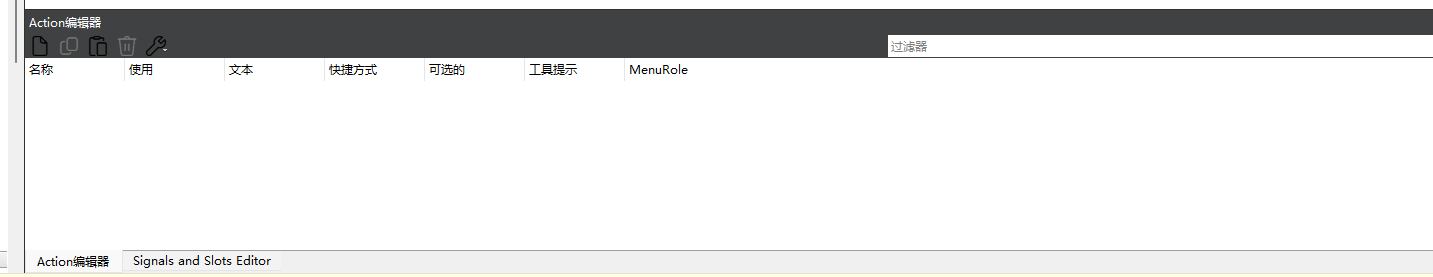 Action编辑器
过滤器
名称 使用 文本 快捷方式 可选的 工具提示 MenuRole
Action编辑器 Signals and Slots Editor